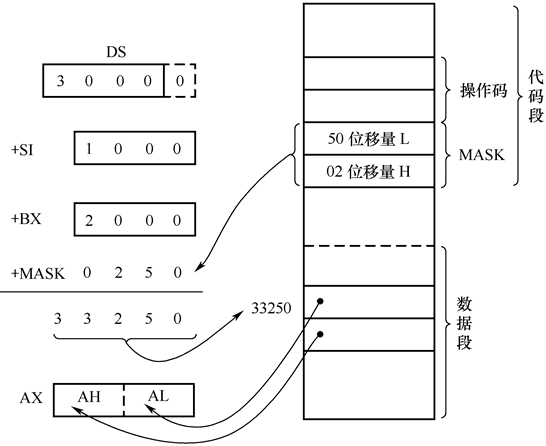 DS
3 0 0 0 0
+SI 1 0 0 0
+BX 2 0 0 0
+MASK 0 2 5 0
3 3 2 5 0
AX AH AL
50 位移量 L
02 位移量 H
33250
操作码
MASK
代码段
数据段